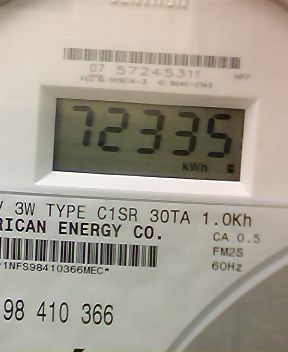 07 57245311
72335
kWh
V 3W TYPE C1SR 30TA 1.0Kh
RICAN ENERGY CO.
CA 0.5
FM2S
60Hz
1NFS98410366MEC*
98 410 366